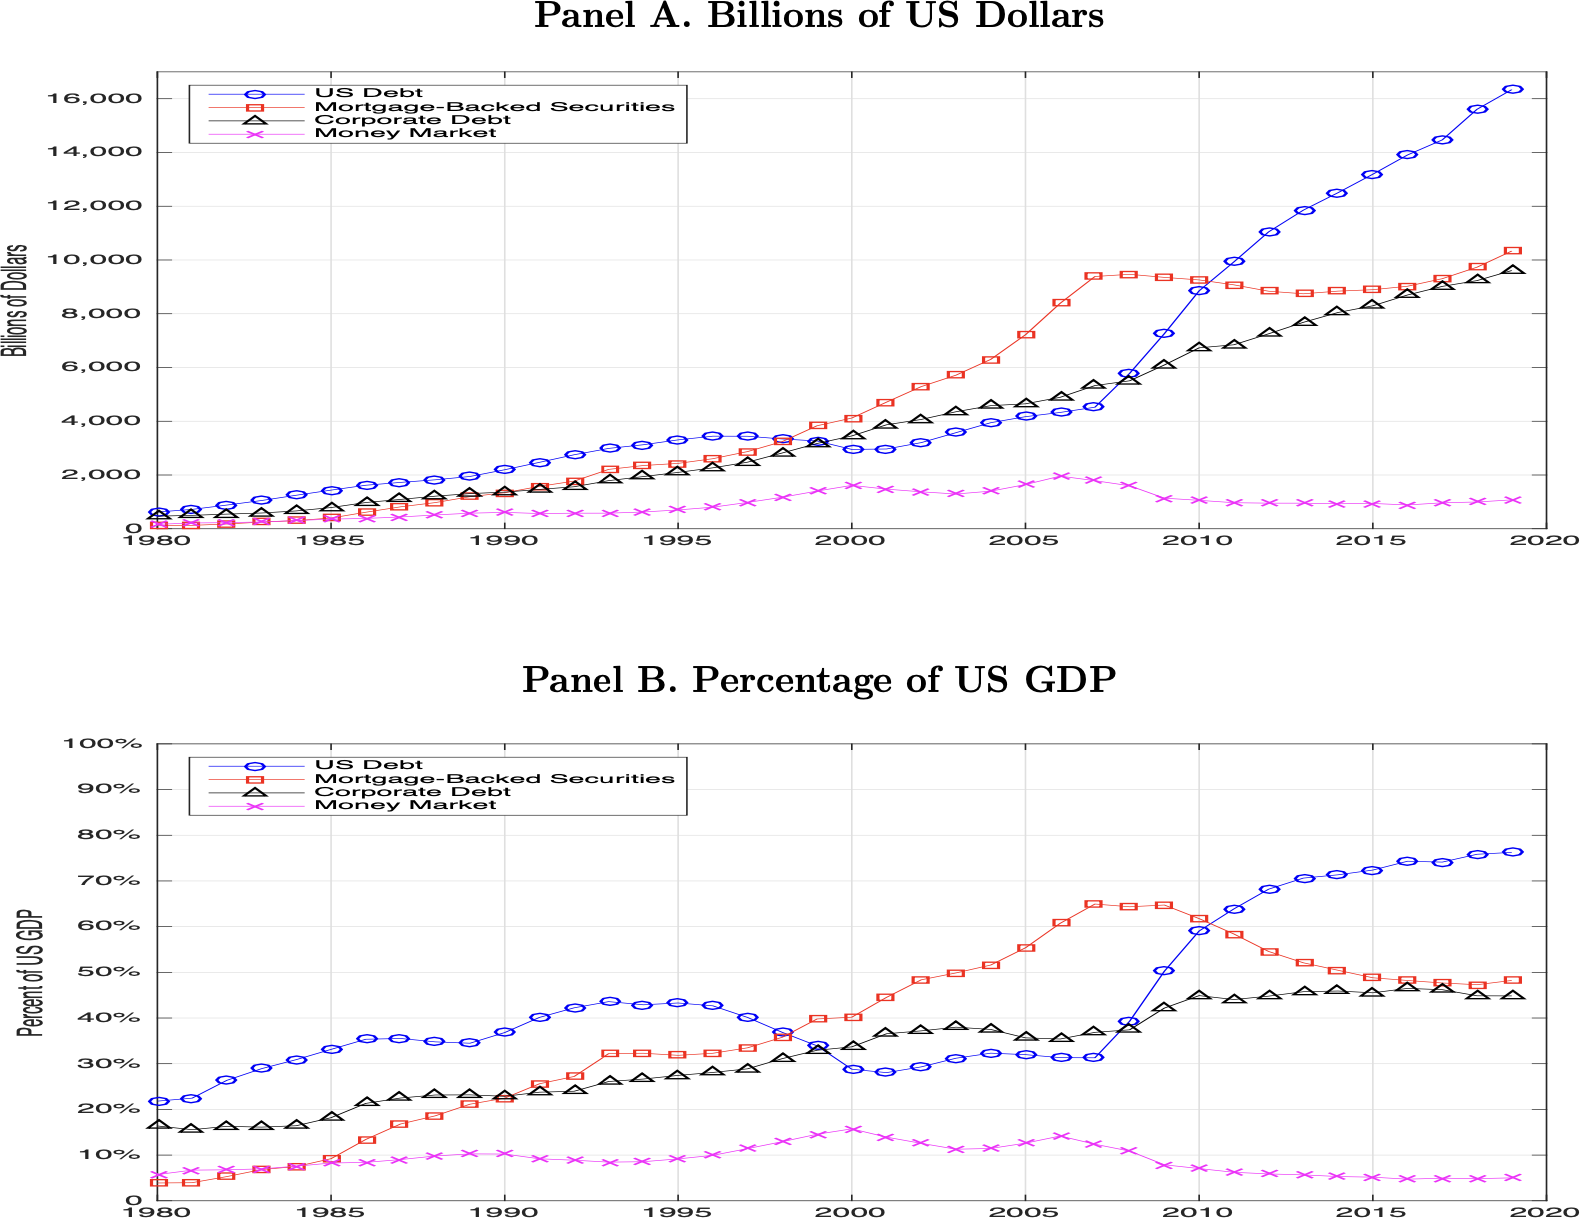 Panel A. Billions of US Dollars
US Debt
Mortgage-Backed Securities
Corporate Debt
Money Market
16,000
14,000
12,000
10,000
8,000
6,000
4,000
2,000
0
Billions of Dollars
1980 1985 1990 1995 2000 2005 2010 2015 2020
Panel B. Percentage of US GDP
US Debt
Mortgage-Backed Securities
Corporate Debt
Money Market
100%
90%
80%
70%
60%
50%
40%
30%
20%
10%
0
Percent of US GDP
1980 1985 1990 1995 2000 2005 2010 2015 2020